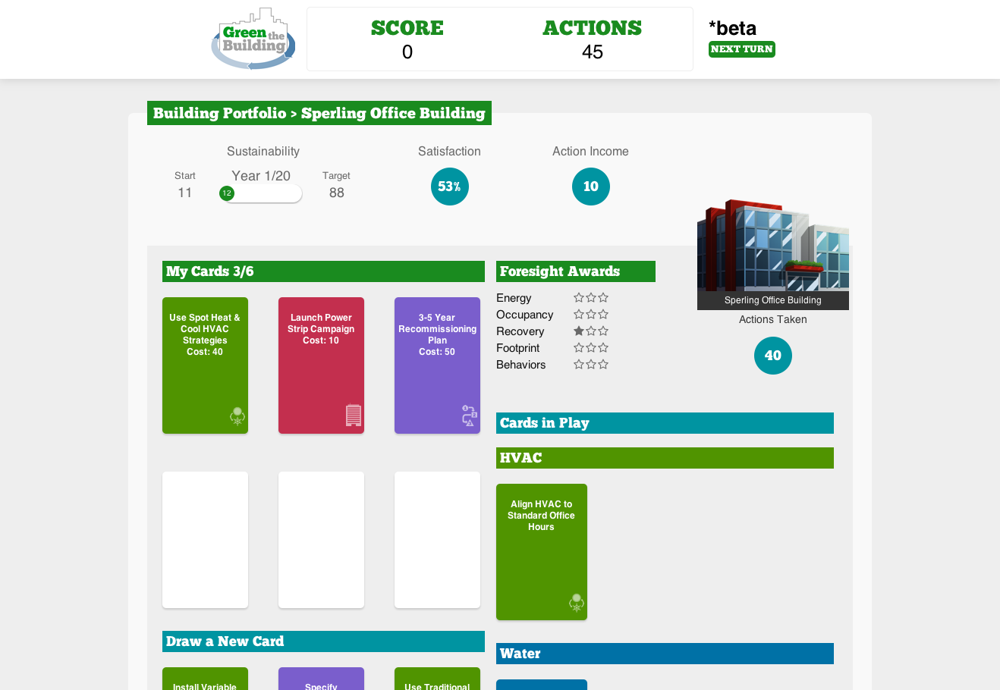 Green the
Building
SCORE
0
ACTIONS
45
*beta
NEXT TURN
Building Portfolio > Sperling Office Building
Sustainability
Satisfaction
Action Income
Start
Year 1/20
Target
11
12
88
53%
10
My Cards 3/6
Use Spot Heat &
Cool HVAC
Strategies
Cost: 40
Launch Power
Strip Campaign
Cost: 10
3-5 Year
Recommissioning
Plan
Cost: 50
Foresight Awards
Energy
Occupancy
Recovery
Footprint
Behaviors
Sperling Office Building
Actions Taken
40
Cards in Play
HVAC
Align HVAC to
Standard Office
Hours
Draw a New Card
Install Variable
Specify
Use Traditional
Water